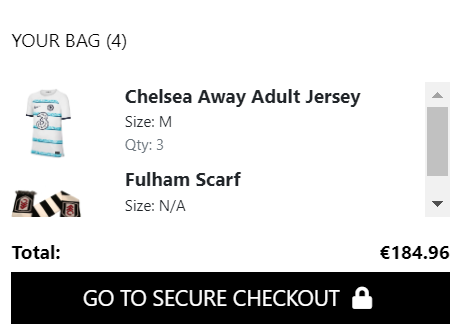 YOUR BAG (4)
Chelsea Away Adult Jersey
Size: M
Qty: 3
Fulham Scarf
Size: N/A
Total: €184.96
GO TO SECURE CHECKOUT